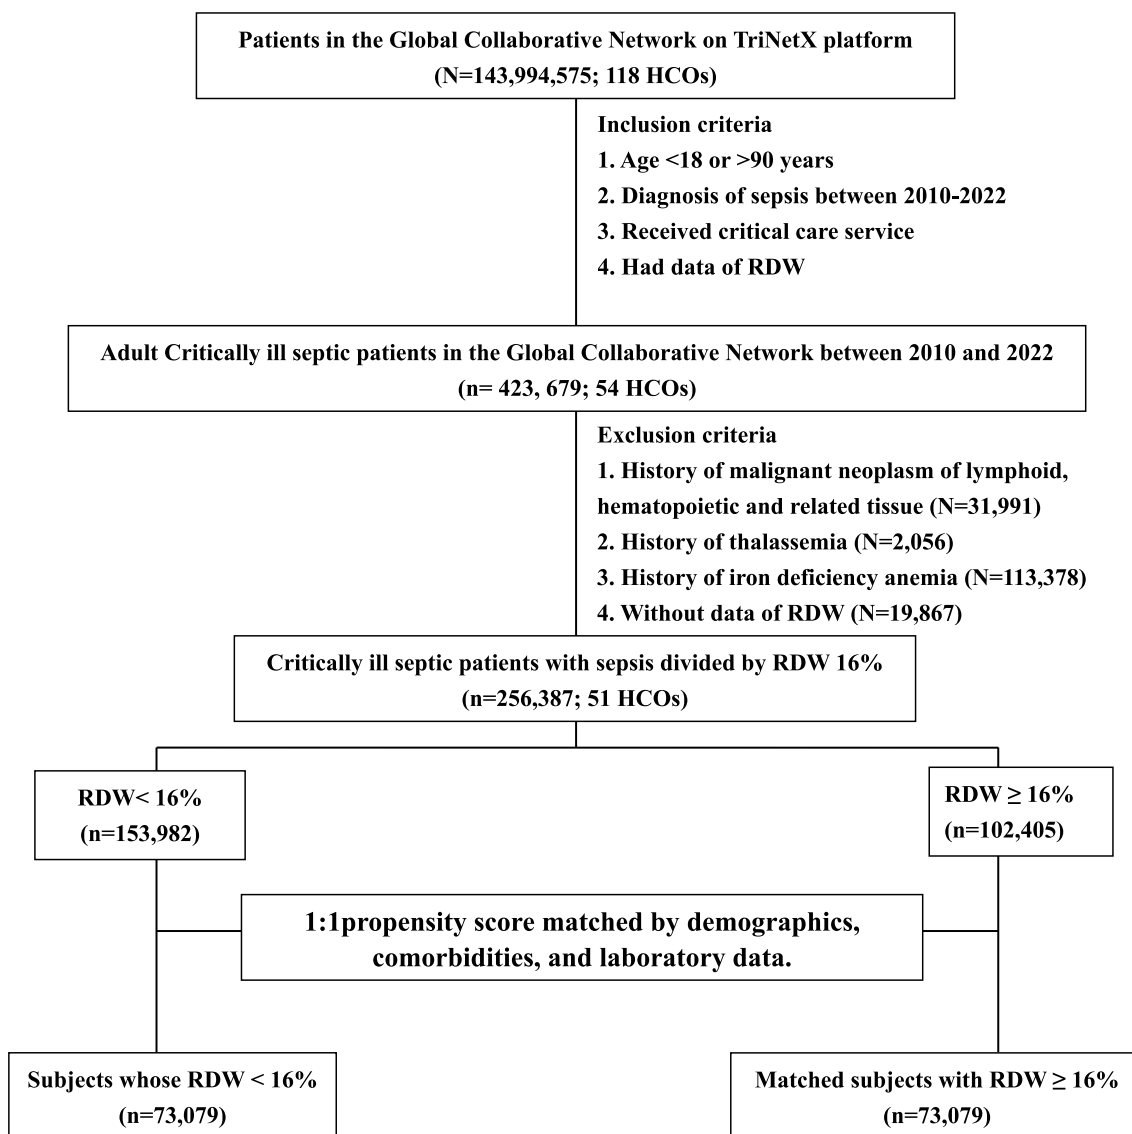 Patients in the Global Collaborative Network on TriNetX platform
(N=143,994,575; 118 HCOs)
Inclusion criteria
1. Age <18 or >90 years
2. Diagnosis of sepsis between 2010-2022
3. Received critical care service
4. Had data of RDW
Adult Critically ill septic patients in the Global Collaborative Network between 2010 and 2022
(n= 423, 679; 54 HCOs)
Exclusion criteria
1. History of malignant neoplasm of lymphoid,
hematopoietic and related tissue (N=31,991)
2. History of thalassemia (N=2,056)
3. History of iron deficiency anemia (N=113,378)
4. Without data of RDW (N=19,867)
Critically ill septic patients with sepsis divided by RDW 16%
(n=256,387; 51 HCOs)
RDW< 16%
(n=153,982)
RDW ≥ 16%
(n=102,405)
1:1propensity score matched by demographics,
comorbidities, and laboratory data.
Subjects whose RDW < 16%
(n=73,079)
Matched subjects with RDW ≥ 16%
(n=73,079)